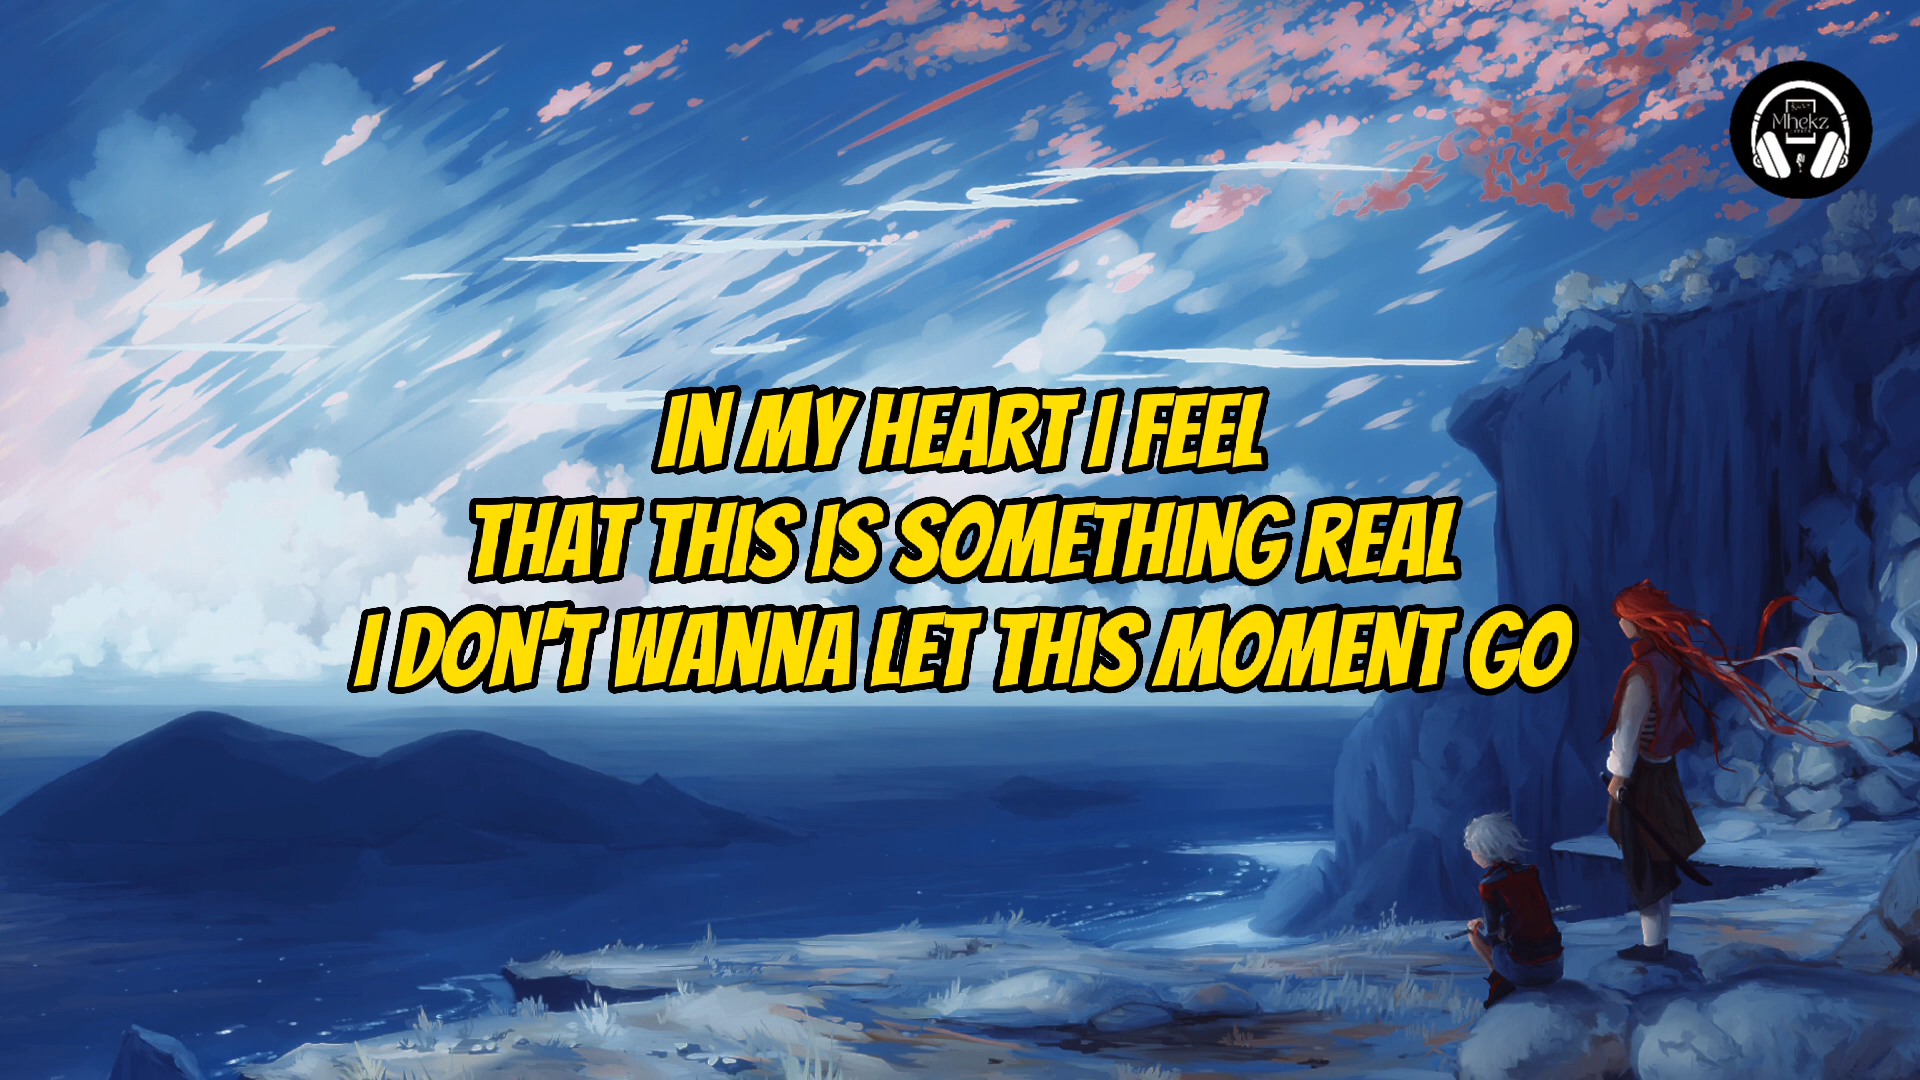 Mhekz
IN MY HEART I FEEL
THAT THIS IS SOMETHING REAL
I DON'T WANNA LET THIS MOMENT GO